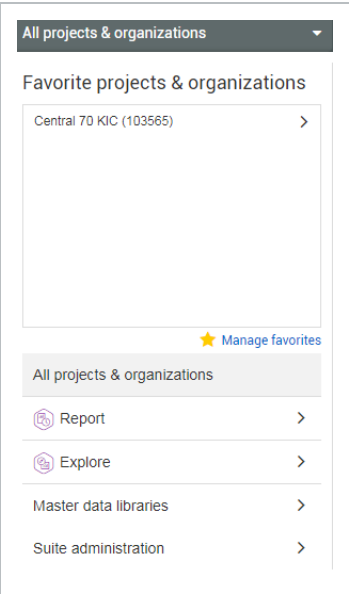 All projects & organizations
Favorite projects & organizations
Central 70 KIC (103565)
Manage favorites
All projects & organizations
Report
Explore
Master data libraries
Suite administration